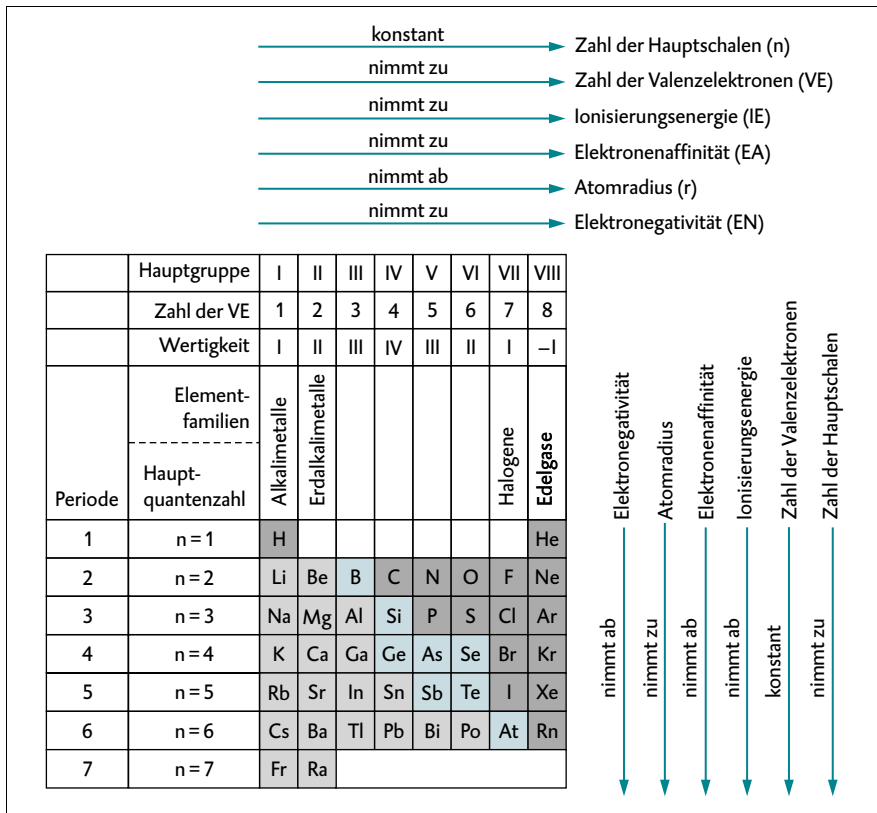 konstant
Zahl der Hauptschalen (n)
nimmt zu
Zahl der Valenzelektronen (VE)
nimmt zu
Ionisierungsenergie (IE)
nimmt zu
Elektronenaffinität (EA)
nimmt ab
Atomradius (r)
nimmt zu
Elektronegativität (EN)
Hauptgruppe I II III IV V VI VII VIII
Zahl der VE 1 2 3 4 5 6 7 8
Wertigkeit I II III IV III II I –I
Element-
familien
Haupt-
quantenzahl
Periode
Alkalimetalle
Erdalkalimetalle
Halogene
Edelgase
1 n = 1 H He
2 n = 2 Li Be B C N O F Ne
3 n = 3 Na Mg Al Si P S Cl Ar
4 n = 4 K Ca Ga Ge As Se Br Kr
5 n = 5 Rb Sr In Sn Sb Te I Xe
6 n = 6 Cs Ba Tl Pb Bi Po At Rn
7 n = 7 Fr Ra
Elektronegativität
nimmt ab
Atomradius
nimmt zu
Elektronenaffinität
nimmt ab
Ionisierungsenergie
nimmt ab
Zahl der Valenzelektronen
konstant
Zahl der Hauptschalen
nimmt zu